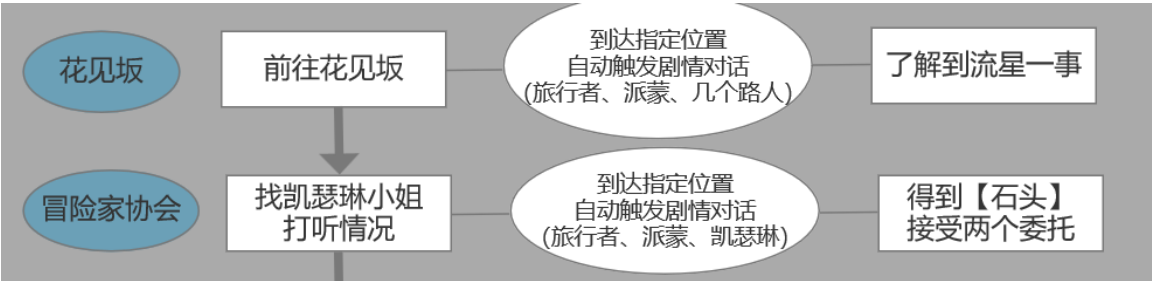 花见坂
前往花见坂
到达指定位置
自动触发剧情对话
(旅行者、派蒙、几个路人)
了解到流星一事
冒险家协会
找凯瑟琳小姐
打听情况
到达指定位置
自动触发剧情对话
(旅行者、派蒙、凯瑟琳)
得到【石头】
接受两个委托